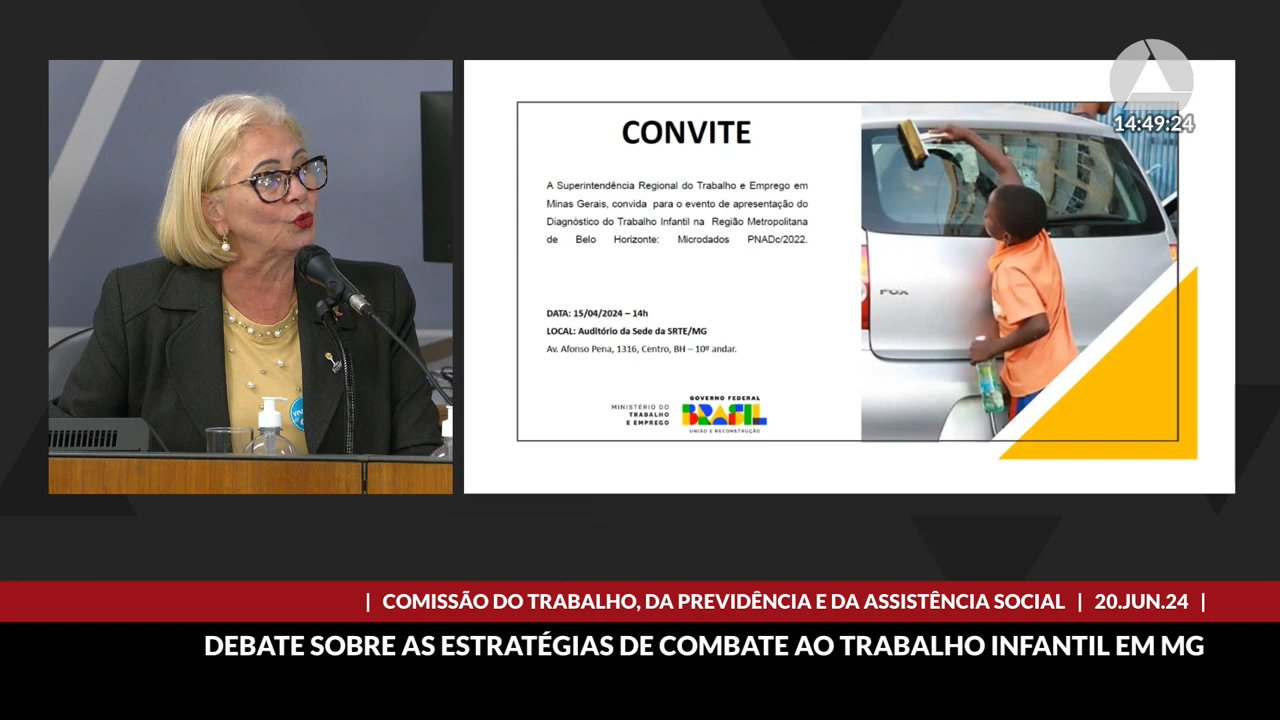 14:49:24
CONVITE
A Superintendência Regional do Trabalho e Emprego em
Minas Gerais, convida para o evento de apresentação do
Diagnóstico do Trabalho Infantil na Região Metropolitana
de Belo Horizonte: Microdados PNADc/2022.
DATA: 15/04/2024 – 14h
LOCAL: Auditório da Sede da SRTE/MG
Av. Afonso Pena, 1316, Centro, BH – 10º andar.
MINISTÉRIO DO
TRABALHO
E EMPREGO
GOVERNO FEDERAL
BRASIL
UNIÃO E RECONSTRUÇÃO
FOX
| COMISSÃO DO TRABALHO, DA PREVIDÊNCIA E DA ASSISTÊNCIA SOCIAL | 20.JUN.24 |
DEBATE SOBRE AS ESTRATÉGIAS DE COMBATE AO TRABALHO INFANTIL EM MG